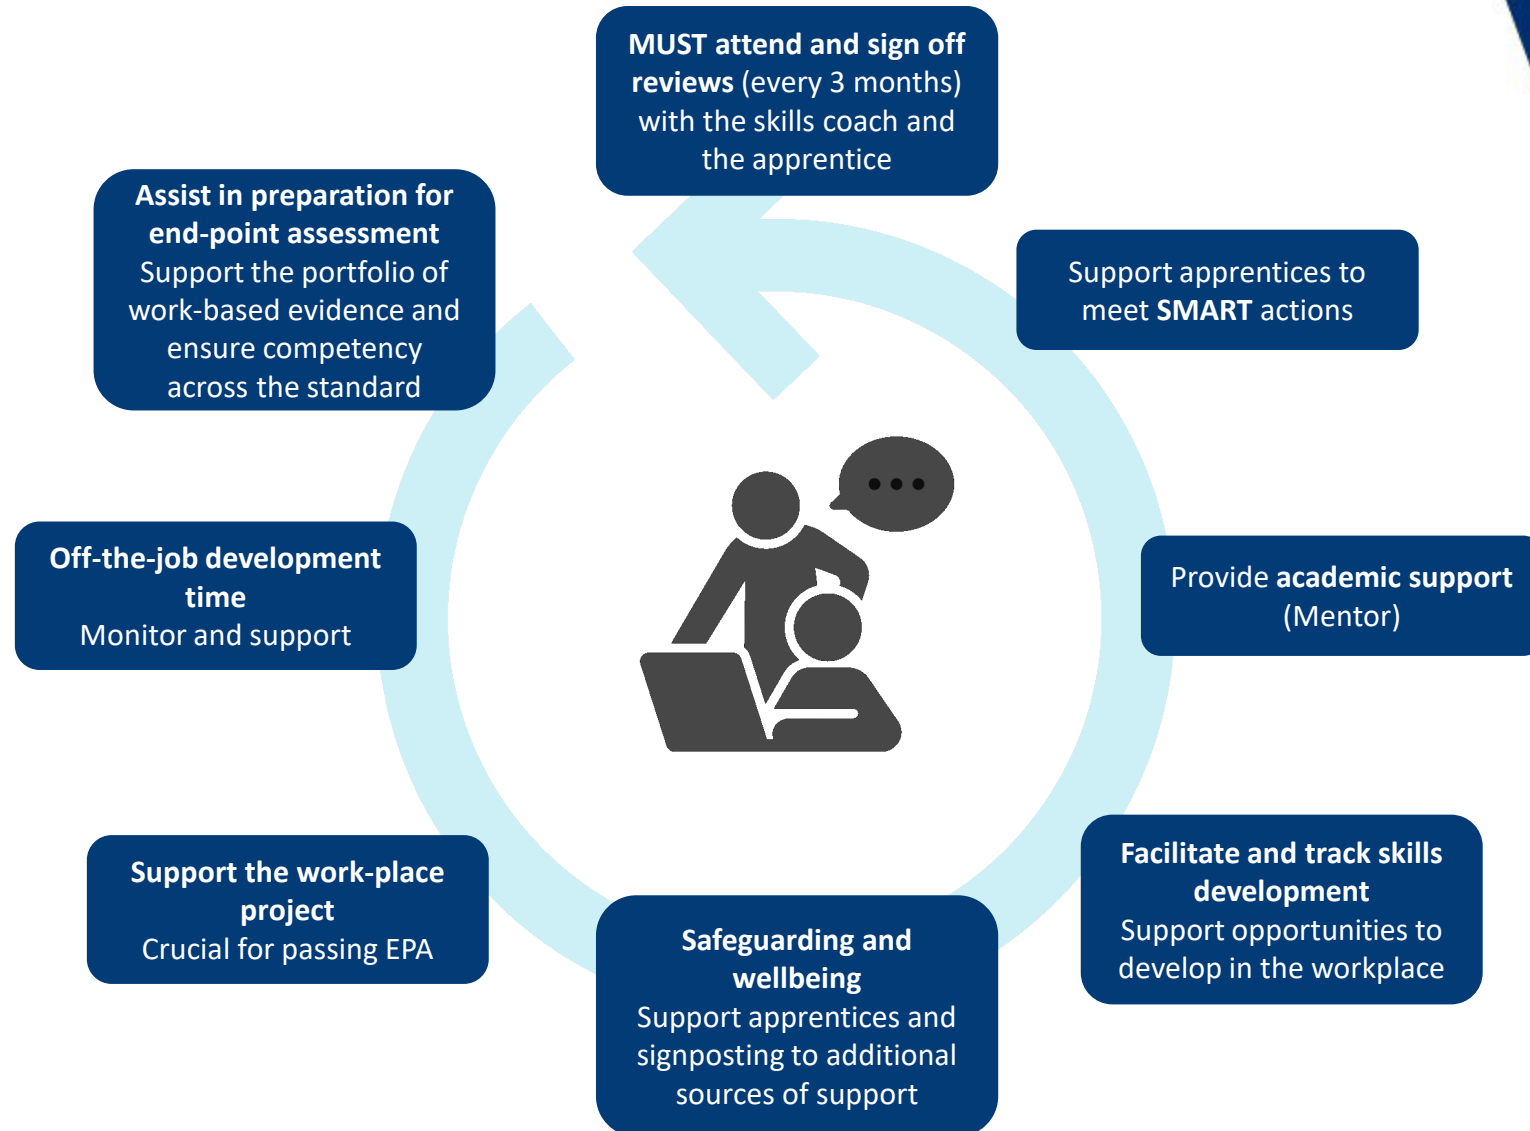 MUST attend and sign off
reviews (every 3 months)
with the skills coach and
the apprentice
Support apprentices to
meet SMART actions
Provide academic support
(Mentor)
Facilitate and track skills
development
Support opportunities to
develop in the workplace
Safeguarding and
wellbeing
Support apprentices and
signposting to additional
sources of support
Support the work-place
project
Crucial for passing EPA
Off-the-job development
time
Monitor and support
Assist in preparation for
end-point assessment
Support the portfolio of
work-based evidence and
ensure competency
across the standard